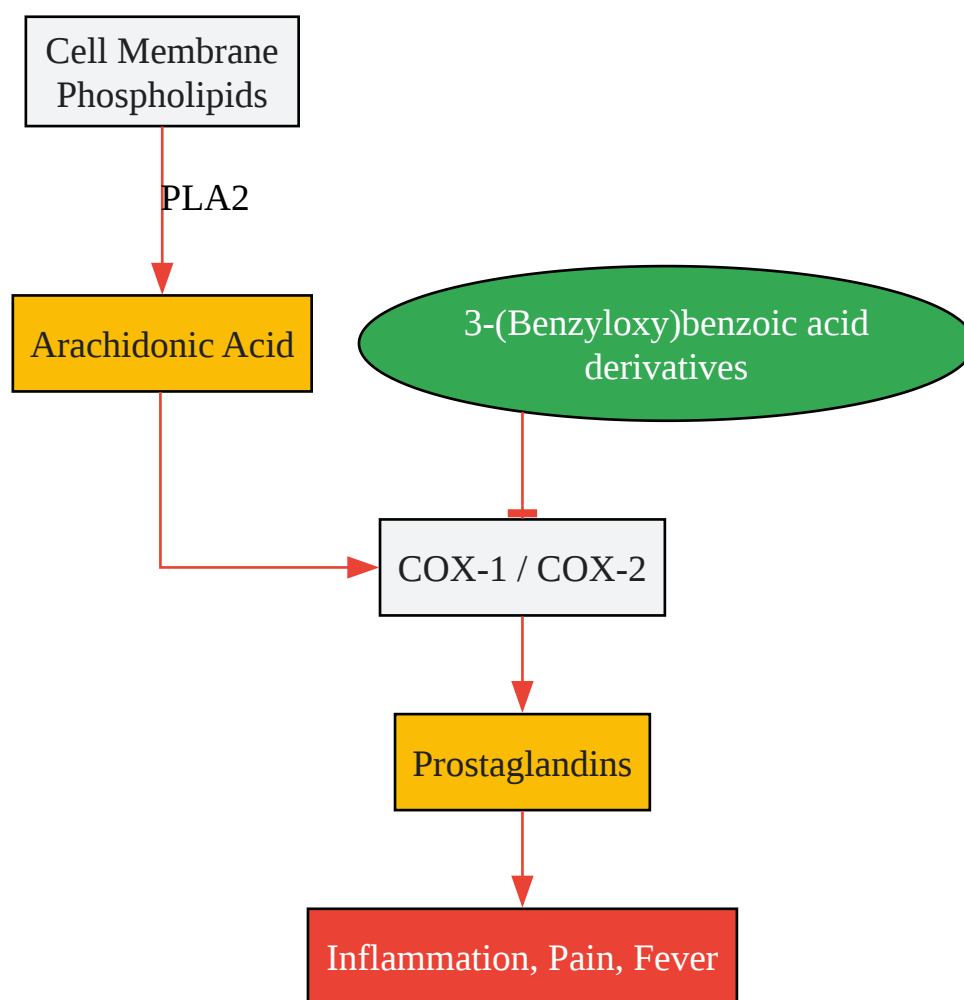 Cell Membrane
Phospholipids
PLA2
Arachidonic Acid
3-(Benzyloxy)benzoic acid
derivatives
COX-1 / COX-2
Prostaglandins
Inflammation, Pain, Fever